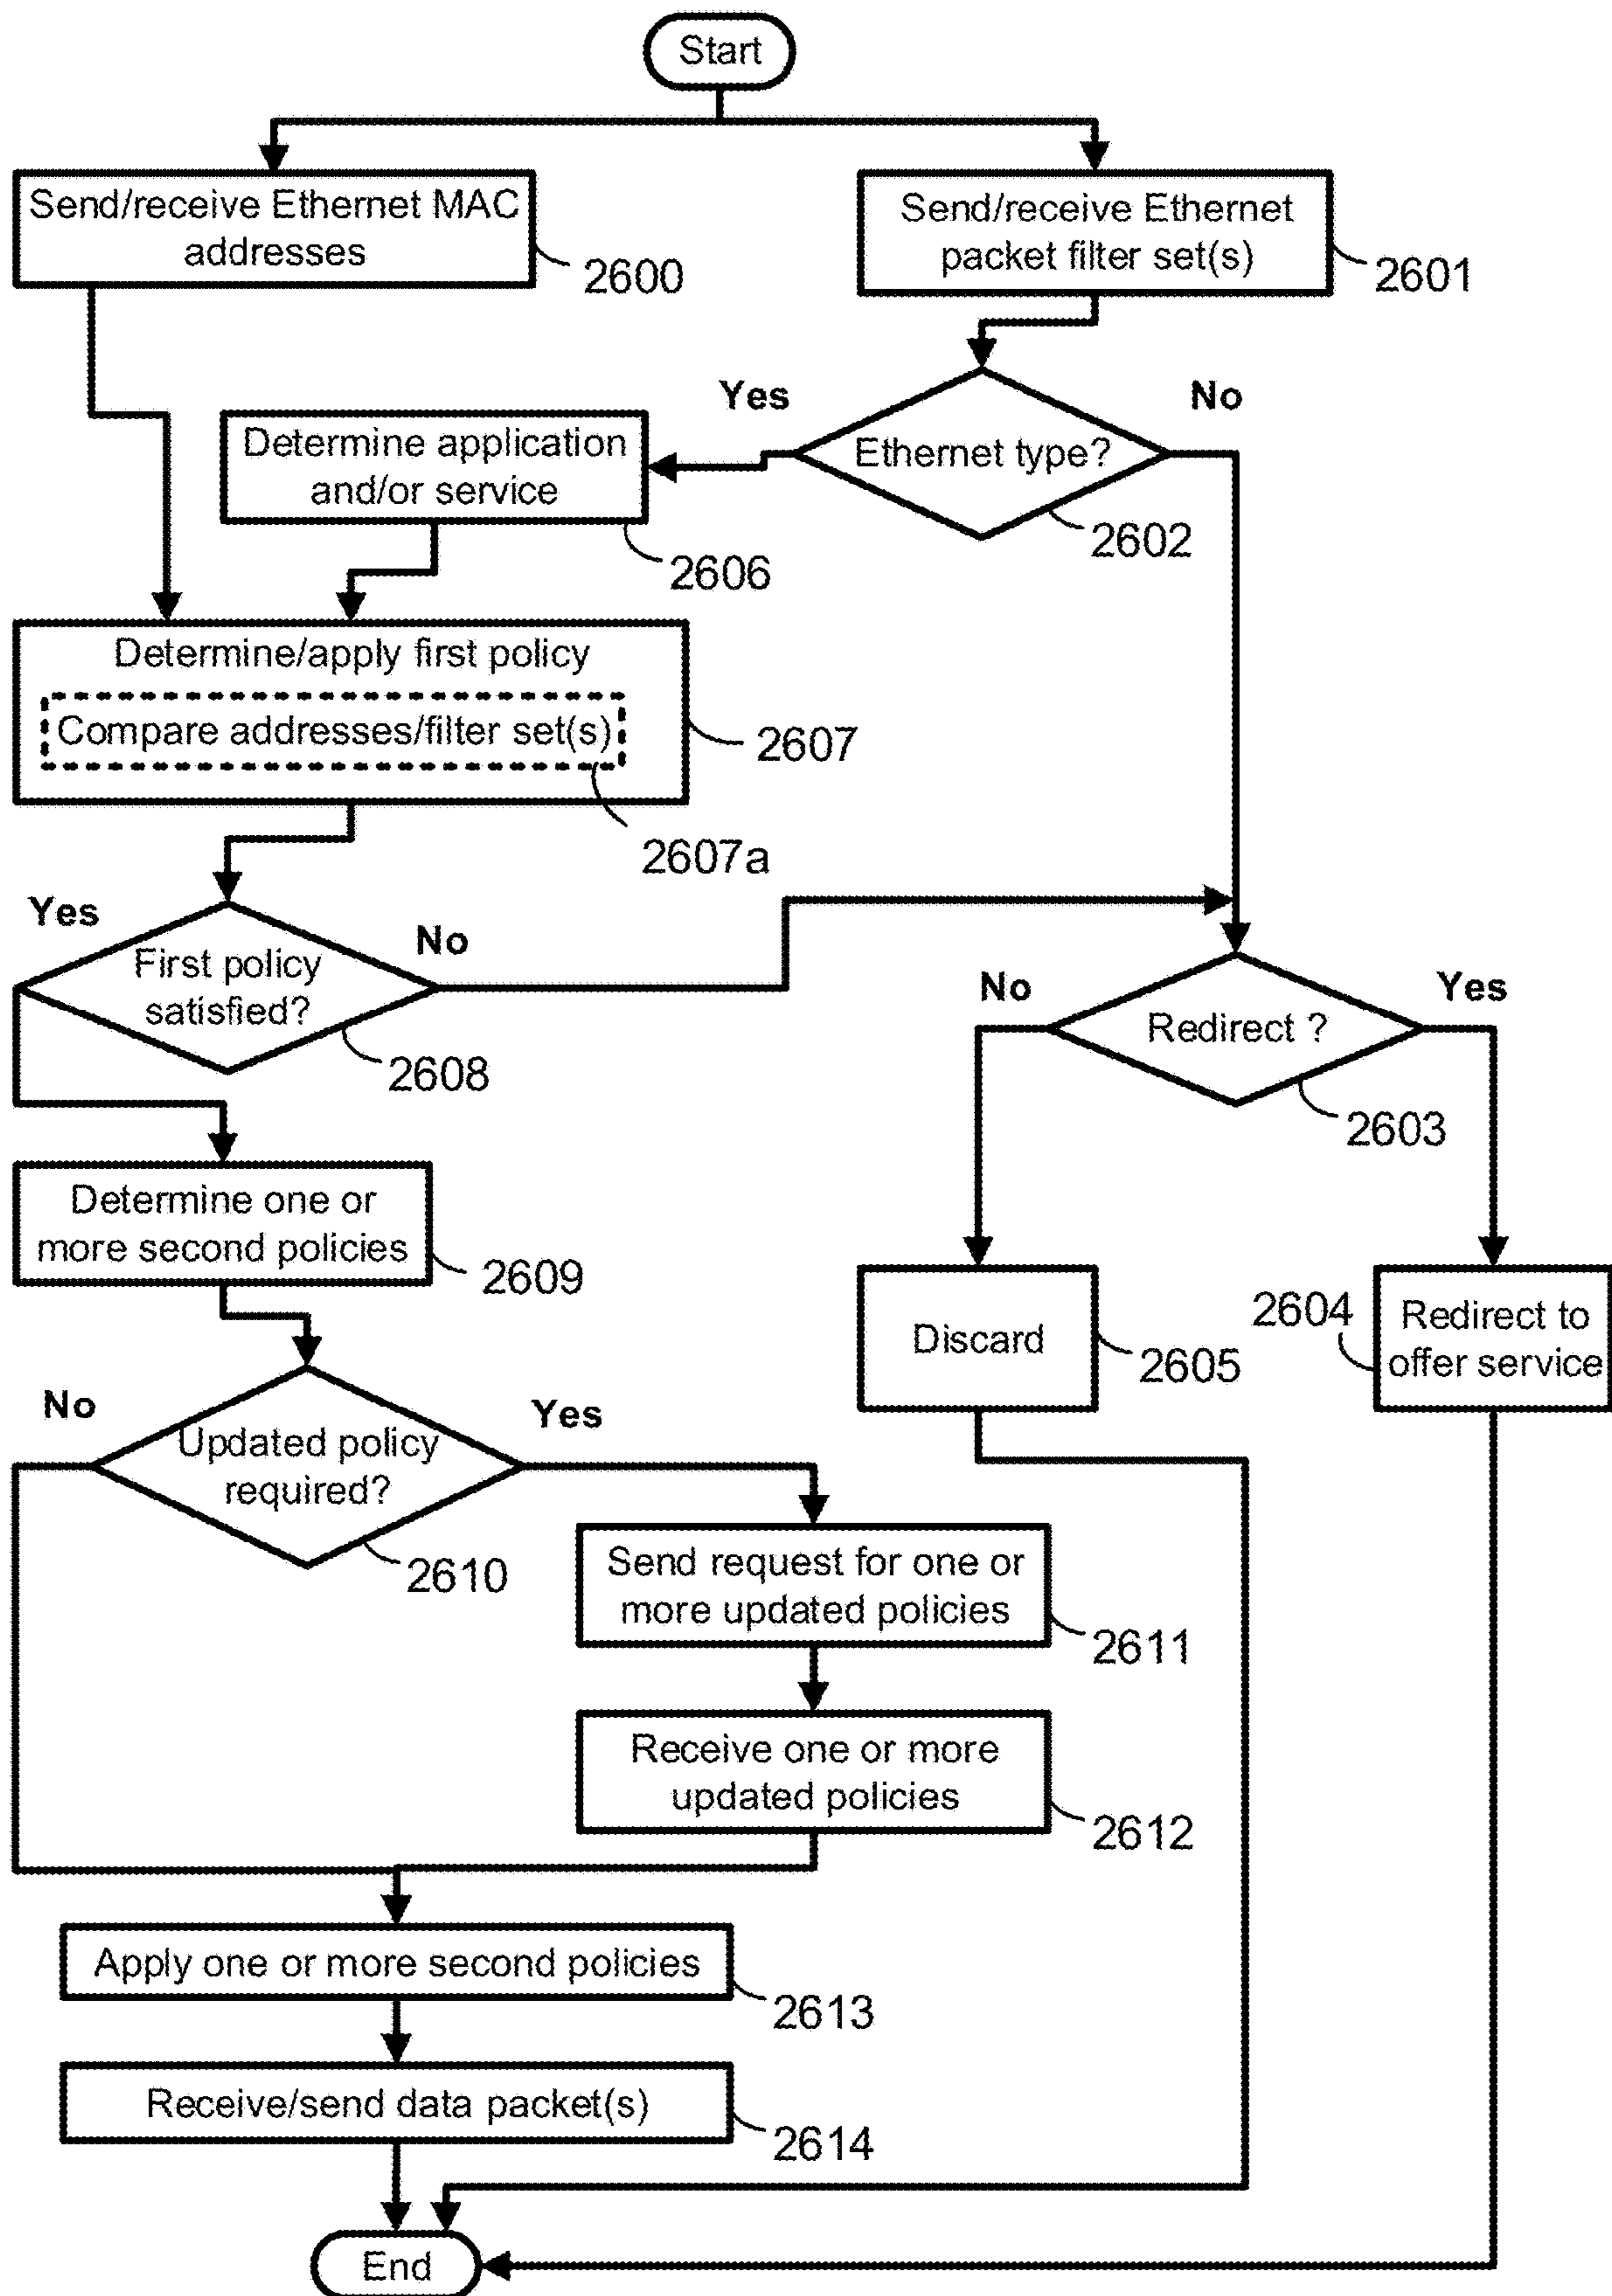 Start
Send/receive Ethernet MAC
addresses
2600
Send/receive Ethernet
packet filter set(s)
2601
Yes
No
Ethernet type?
2602
Determine application
and/or service
2606
Determine/apply first policy
Compare addresses/filter set(s)
2607
2607a
Yes
No
First policy
satisfied?
2608
No
Yes
Redirect ?
2603
Determine one or
more second policies
2609
Discard
2605
2604
Redirect to
offer service
No
Yes
Updated policy
required?
2610
Send request for one or
more updated policies
2611
Receive one or more
updated policies
2612
Apply one or more second policies
2613
Receive/send data packet(s)
2614
End